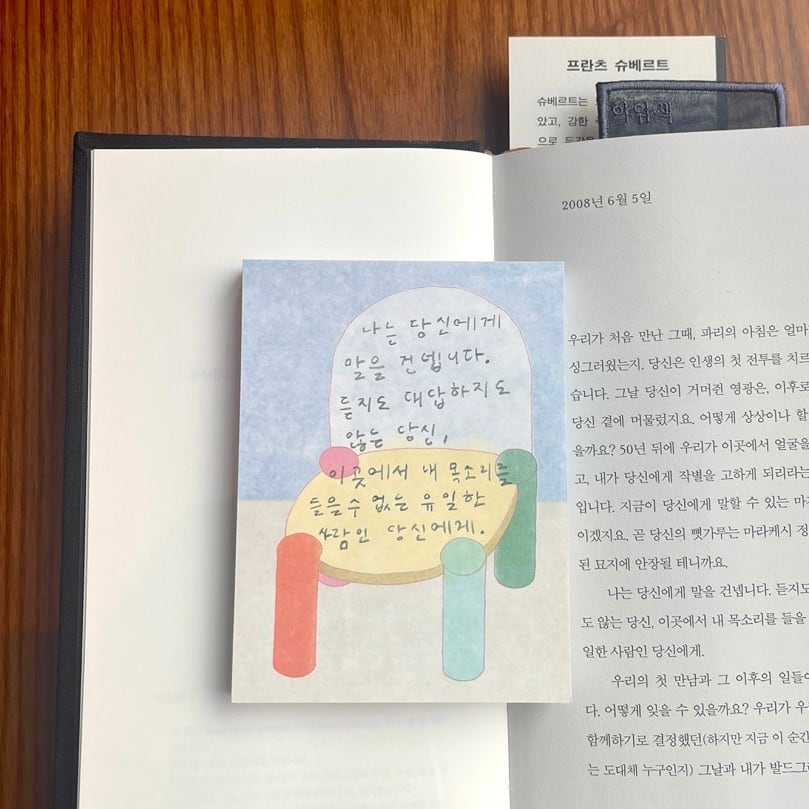 프란츠 슈베르트
슈베르트는
았고, 강한
으로
2008년 6월 5일
나는 당신에게
말을 건넵니다.
듣지도 대답하지도
않는 당신,
이곳에서 내 목소리를
들을 수 없는 유일한
사람인 당신에게.
우리가 처음 만난 그때, 파리의 아침은 얼마
싱그러웠는지. 당신은 인생의 첫 전투를 치르
습니다. 그날 당신이 거머쥔 영광은, 이후로
당신 곁에 머물렀지요. 어떻게 상상이나 할
을까요? 50년 뒤에 우리가 이곳에서 얼굴을
고, 내가 당신에게 작별을 고하게 되리라는
입니다. 지금이 당신에게 말할 수 있는 마지
이겠지요. 곧 당신의 뼛가루는 마라케시 정
된 묘지에 안장될 테니까요.
나는 당신에게 말을 건넵니다. 듣지도
도 않는 당신, 이곳에서 내 목소리를 들을
일한 사람인 당신에게.
우리의 첫 만남과 그 이후의 일들이
다. 어떻게 잊을 수 있을까요? 우리가 우
함께하기로 결정했던(하지만 지금 이 순간
는 도대체 누구인지) 그날과 내가 발드그